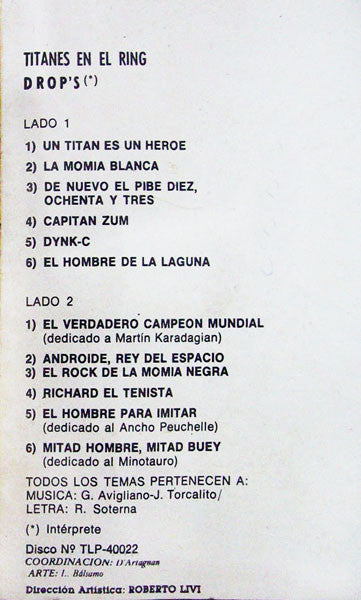 TITANES EN EL RING
DROP'S (*)
LADO 1
1) UN TITAN ES UN HEROE
2) LA MOMIA BLANCA
3) DE NUEVO EL PIBE DIEZ,
OCHENTA Y TRES
4) CAPITAN ZUM
5) DYNK-C
6) EL HOMBRE DE LA LAGUNA
LADO 2
1) EL VERDADERO CAMPEON MUNDIAL
(dedicado a Martín Karadagian)
2) ANDROIDE, REY DEL ESPACIO
3) EL ROCK DE LA MOMIA NEGRA
4) RICHARD EL TENISTA
5) EL HOMBRE PARA IMITAR
(dedicado al Ancho Peuchelle)
6) MITAD HOMBRE, MITAD BUEY
(dedicado al Minotauro)
TODOS LOS TEMAS PERTENECEN A:
MUSICA: G. Avigliano-J. Torcalito/
LETRA: R. Soterna
(*) Intérprete
Disco Nº TLP-40022
COORDINACION: D'Artagnan
ARTE: L. Bálsamo
Dirección Artística: ROBERTO LIVI